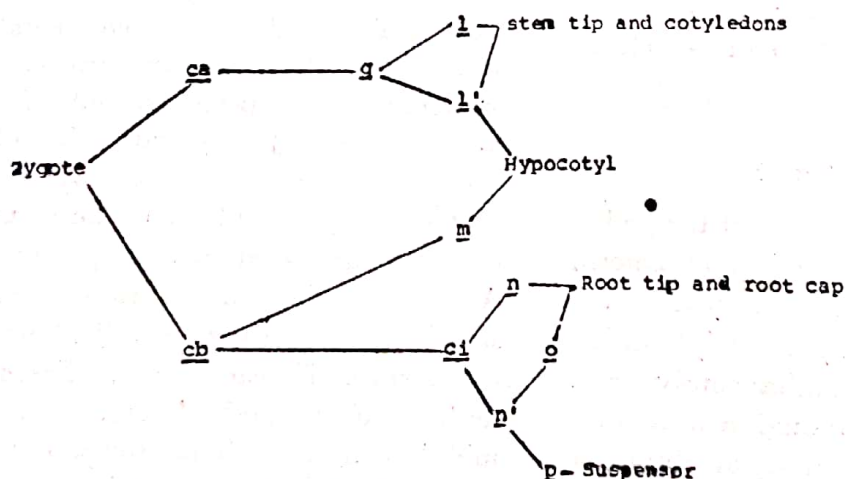 l stem tip and cotyledons
ca q
l'
zygote Hypocotyl
m
n Root tip and root cap
cb ci o
n'
p- Suspensor